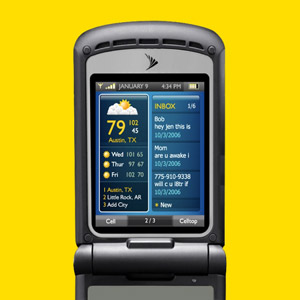 JANUARY 9 4:34 PM
79 102 45
Austin, TX
Wed 101 65
Thur 97 67
Fri 102 70
1 Austin, TX
2 Little Rock, AR
3 Add City
INBOX 1/6
Bob
hey jen this is
10/3/2006
Mom
are u awake i
10/3/2006
775-910-9338
will c u l8tr if
10/3/2006
New
Cell 2/3 Celltop